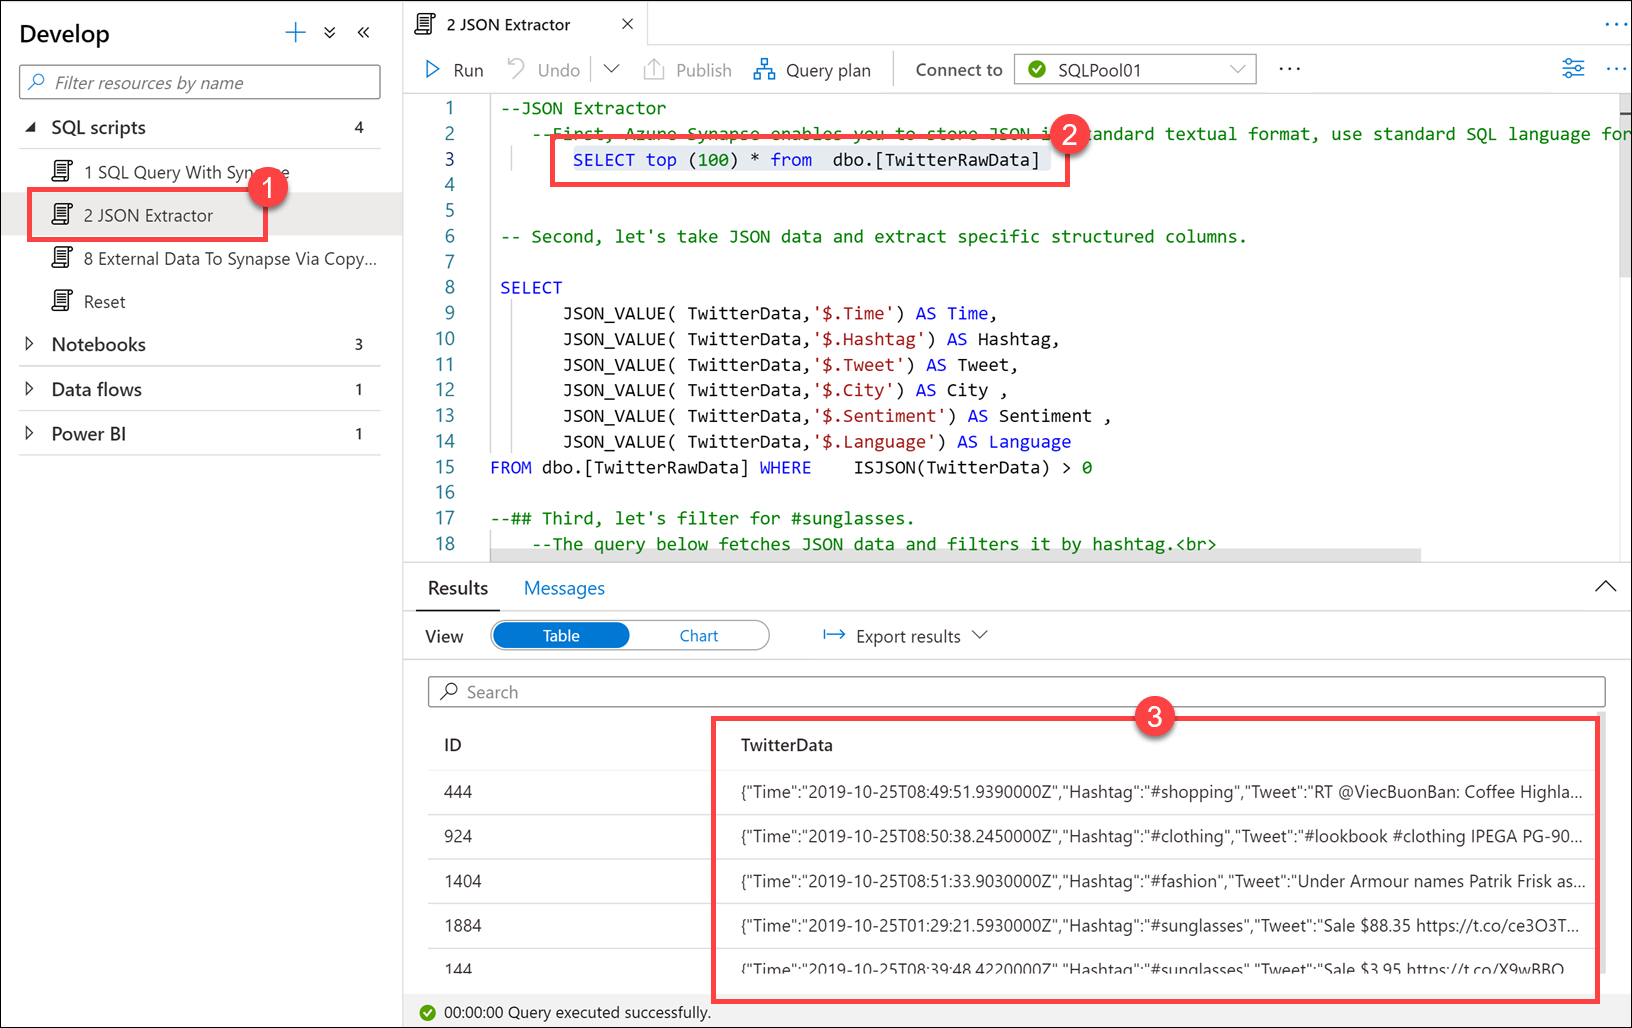 Develop
Filter resources by name
SQL scripts 4
1 SQL Query With Syn e
1
2 JSON Extractor
8 External Data To Synapse Via Copy...
Reset
Notebooks 3
Data flows 1
Power BI 1
2 JSON Extractor
Run Undo Publish Query plan Connect to SQLPool01
1 --JSON Extractor
2 --First, Azure Synapse enables you to store JSON i tandard textual format, use standard SQL language for
2
3 SELECT top (100) * from dbo.[TwitterRawData]
4
5
6 -- Second, let's take JSON data and extract specific structured columns.
7
8 SELECT
9 JSON_VALUE( TwitterData,'$.Time') AS Time,
10 JSON_VALUE( TwitterData,'$.Hashtag') AS Hashtag,
11 JSON_VALUE( TwitterData,'$.Tweet') AS Tweet,
12 JSON_VALUE( TwitterData,'$.City') AS City ,
13 JSON_VALUE( TwitterData,'$.Sentiment') AS Sentiment ,
14 JSON_VALUE( TwitterData,'$.Language') AS Language
15 FROM dbo.[TwitterRawData] WHERE ISJSON(TwitterData) > 0
16
17 --## Third, let's filter for #sunglasses.
18 --The query below fetches JSON data and filters it by hashtag.<br>
Results Messages
View Table Chart Export results
Search
3
ID TwitterData
444 {"Time":"2019-10-25T08:49:51.9390000Z","Hashtag":"#shopping","Tweet":"RT @ViecBuonBan: Coffee Highla...
924 {"Time":"2019-10-25T08:50:38.2450000Z","Hashtag":"#clothing","Tweet":"#lookbook #clothing IPEGA PG-90...
1404 {"Time":"2019-10-25T08:51:33.9030000Z","Hashtag":"#fashion","Tweet":"Under Armour names Patrik Frisk as...
1884 {"Time":"2019-10-25T01:29:21.5930000Z","Hashtag":"#sunglasses","Tweet":"Sale $88.35 https://t.co/ce3O3T...
144 {"Time":"2019-10-25T08:39:48.4220000Z","Hashtag":"#sunglasses","Tweet":"Sale $3.95 https://t.co/X9wBBO
00:00:00 Query executed successfully.